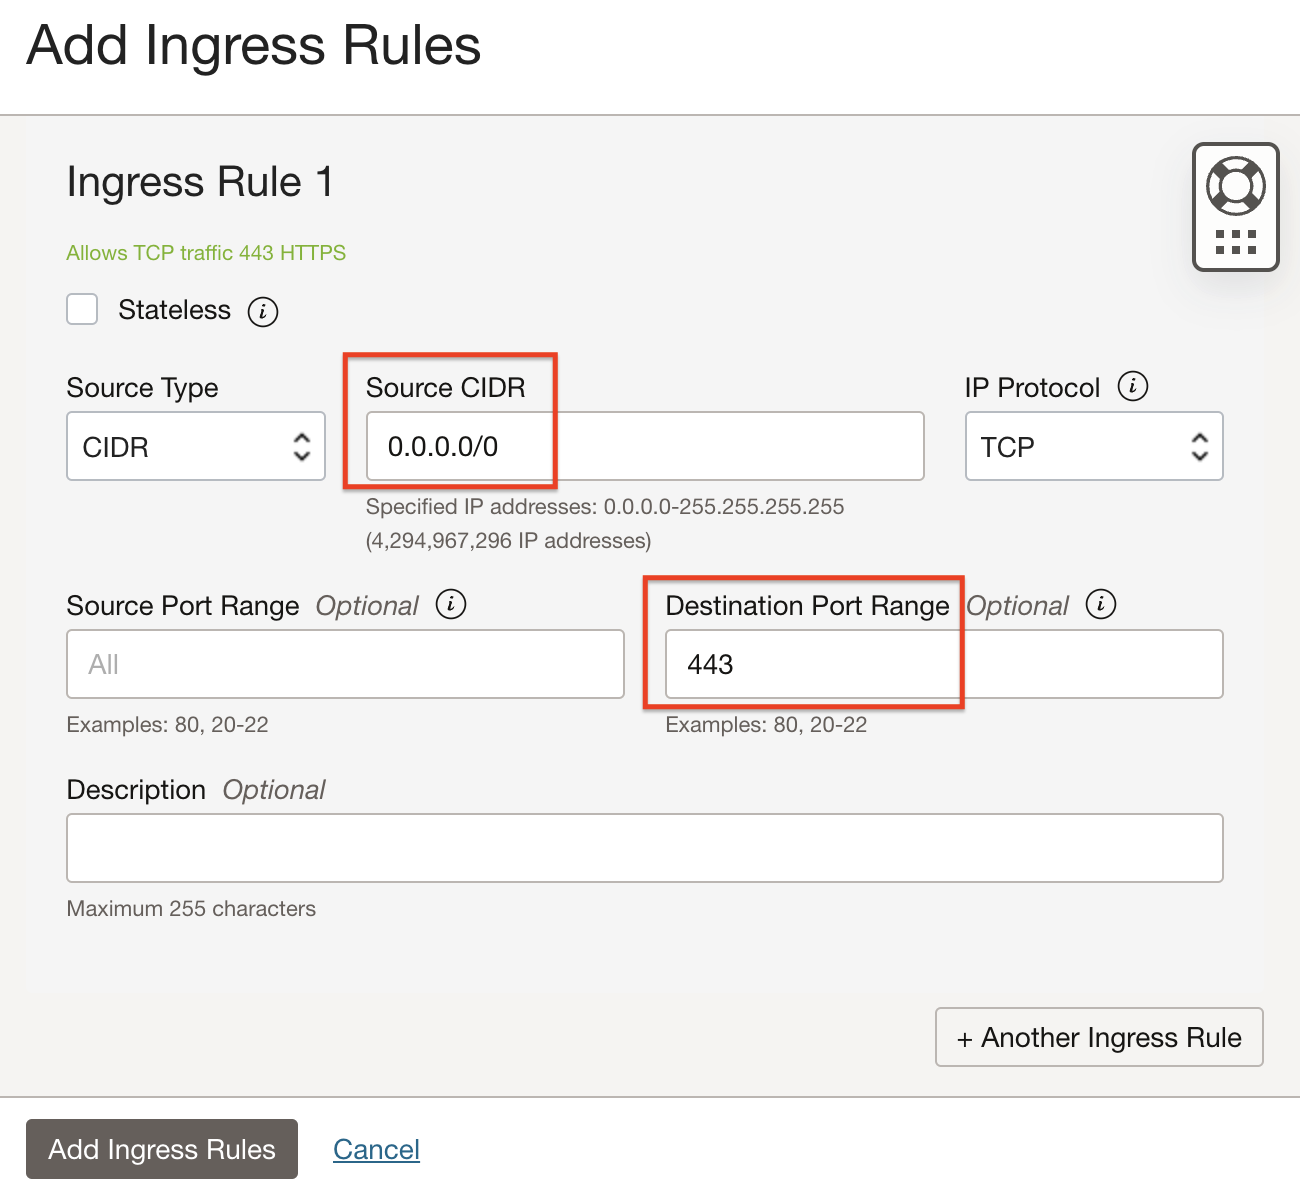 Add Ingress Rules
Ingress Rule 1
Allows TCP traffic 443 HTTPS
Stateless i
Source Type
CIDR
Source CIDR
0.0.0.0/0
Specified IP addresses: 0.0.0.0-255.255.255.255
(4,294,967,296 IP addresses)
IP Protocol i
TCP
Source Port Range Optional i
All
Examples: 80, 20-22
Destination Port Range Optional i
443
Examples: 80, 20-22
Description Optional
Maximum 255 characters
+ Another Ingress Rule
Add Ingress Rules Cancel